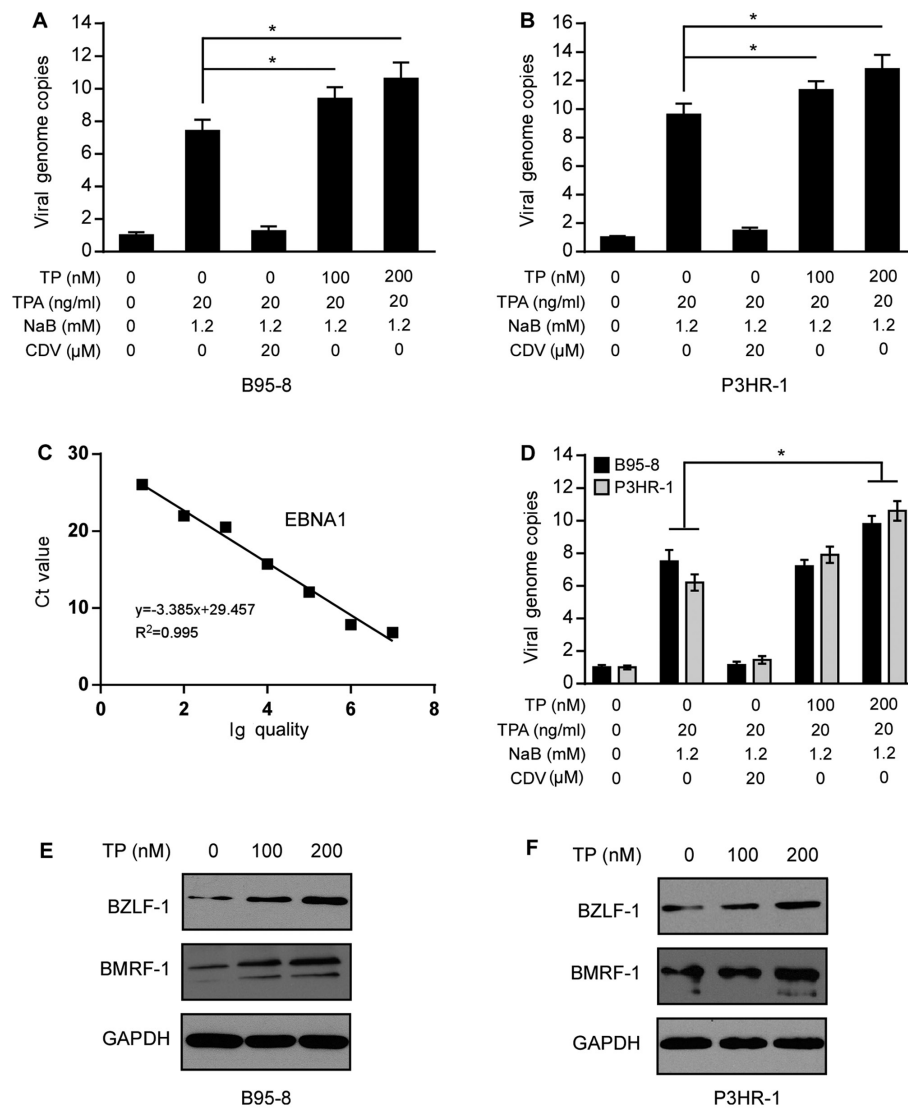 A
Viral genome copies
14
12
10
8
6
4
2
0
*
*
TP (nM) 0 0 0 100 200
TPA (ng/ml) 0 20 20 20 20
NaB (mM) 0 1.2 1.2 1.2 1.2
CDV (µM) 0 0 20 0 0
B95-8
B
Viral genome copies
16
14
12
10
8
6
4
2
0
*
*
TP (nM) 0 0 0 100 200
TPA (ng/ml) 0 20 20 20 20
NaB (mM) 0 1.2 1.2 1.2 1.2
CDV (µM) 0 0 20 0 0
P3HR-1
C
Ct value
30
20
10
0
EBNA1
y=-3.385x+29.457
R²=0.995
0 2 4 6 8
lg quality
D
Viral genome copies
14
12
10
8
6
4
2
0
B95-8
P3HR-1
*
TP (nM) 0 0 0 100 200
TPA (ng/ml) 0 20 20 20 20
NaB (mM) 0 1.2 1.2 1.2 1.2
CDV (µM) 0 0 20 0 0
E
TP (nM) 0 100 200
BZLF-1
BMRF-1
GAPDH
B95-8
F
TP (nM) 0 100 200
BZLF-1
BMRF-1
GAPDH
P3HR-1